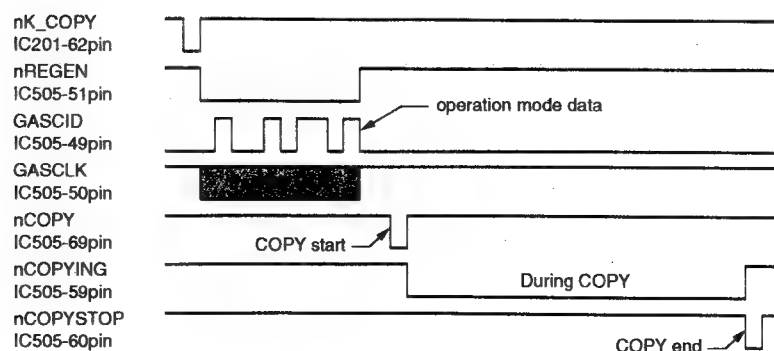 nK_COPY
IC201-62pin
nREGEN
IC505-51pin
operation mode data
GASCID
IC505-49pin
GASCLK
IC505-50pin
nCOPY
IC505-69pin
COPY start
nCOPYING
IC505-59pin
During COPY
nCOPYSTOP
IC505-60pin
COPY end